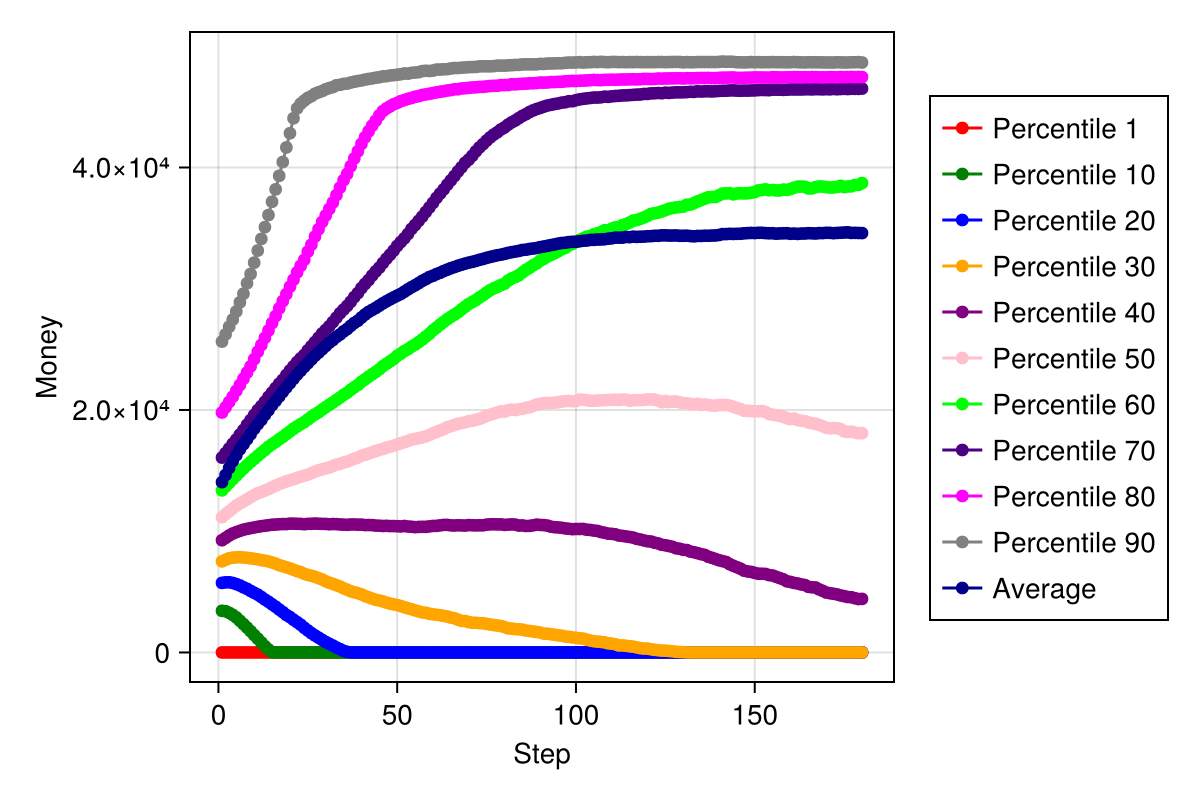 4.0×10⁴
2.0×10⁴
0
Money
0
50
100
150
Step
Percentile 1
Percentile 10
Percentile 20
Percentile 30
Percentile 40
Percentile 50
Percentile 60
Percentile 70
Percentile 80
Percentile 90
Average